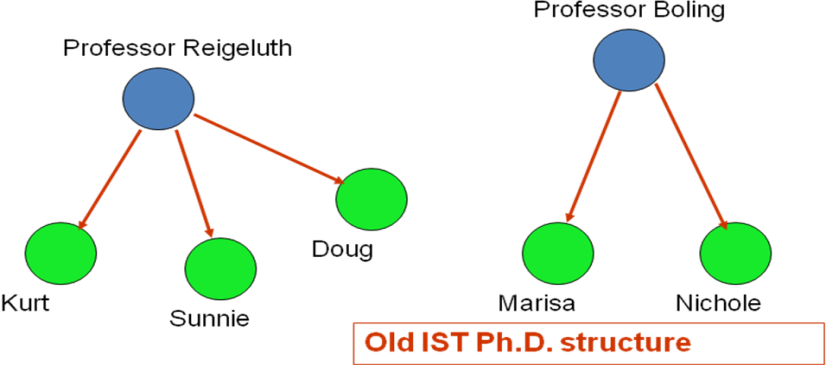 Professor Boling
Professor Reigeluth
Doug
Kurt
Sunnie
Marisa
Nichole
Old IST Ph.D. structure